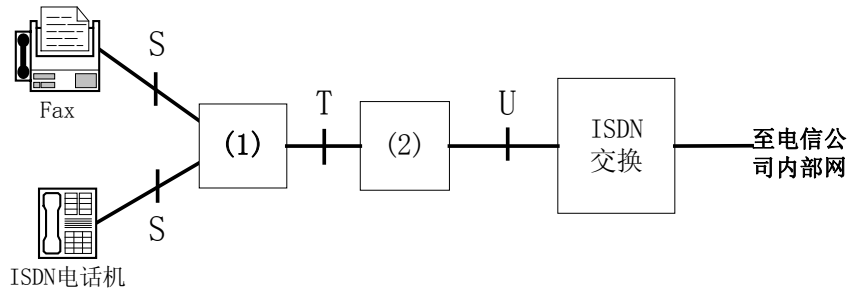 Fax
S
(1)
T
(2)
U
ISDN
交换
至电信公
司内部网
S
ISDN电话机